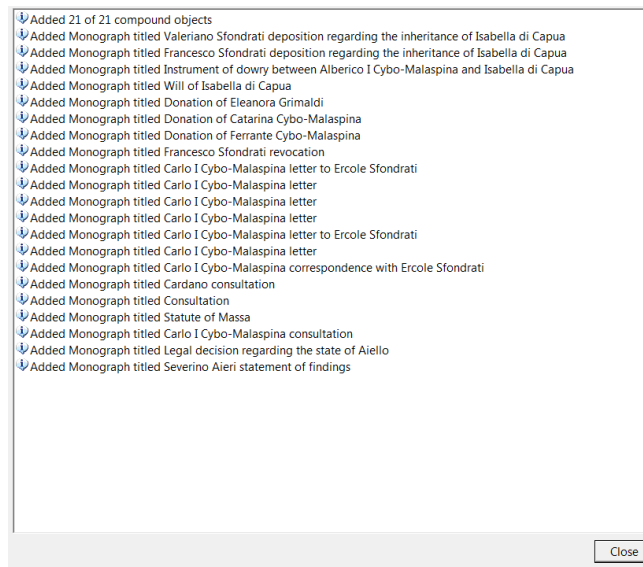 Added 21 of 21 compound objects
Added Monograph titled Valeriano Sfondrati deposition regarding the inheritance of Isabella di Capua
Added Monograph titled Francesco Sfondrati deposition regarding the inheritance of Isabella di Capua
Added Monograph titled Instrument of dowry between Alberico I Cybo-Malaspina and Isabella di Capua
Added Monograph titled Will of Isabella di Capua
Added Monograph titled Donation of Eleanora Grimaldi
Added Monograph titled Donation of Catarina Cybo-Malaspina
Added Monograph titled Donation of Ferrante Cybo-Malaspina
Added Monograph titled Francesco Sfondrati revocation
Added Monograph titled Carlo I Cybo-Malaspina letter to Ercole Sfondrati
Added Monograph titled Carlo I Cybo-Malaspina letter
Added Monograph titled Carlo I Cybo-Malaspina letter
Added Monograph titled Carlo I Cybo-Malaspina letter
Added Monograph titled Carlo I Cybo-Malaspina letter to Ercole Sfondrati
Added Monograph titled Carlo I Cybo-Malaspina letter
Added Monograph titled Carlo I Cybo-Malaspina correspondence with Ercole Sfondrati
Added Monograph titled Cardano consultation
Added Monograph titled Consultation
Added Monograph titled Statute of Massa
Added Monograph titled Carlo I Cybo-Malaspina consultation
Added Monograph titled Legal decision regarding the state of Aiello
Added Monograph titled Severino Aieri statement of findings
Close